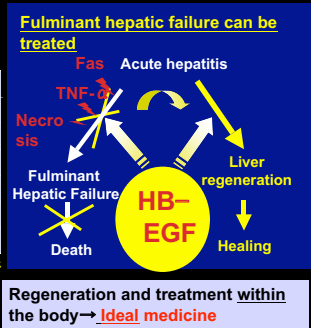 Fulminant hepatic failure can be
treated
Fas
Acute hepatitis
TNF-α
Necro
sis
Fulminant
Hepatic Failure
Liver
regeneration
HB–
EGF
Death
Healing
Regeneration and treatment within
the body→ Ideal medicine